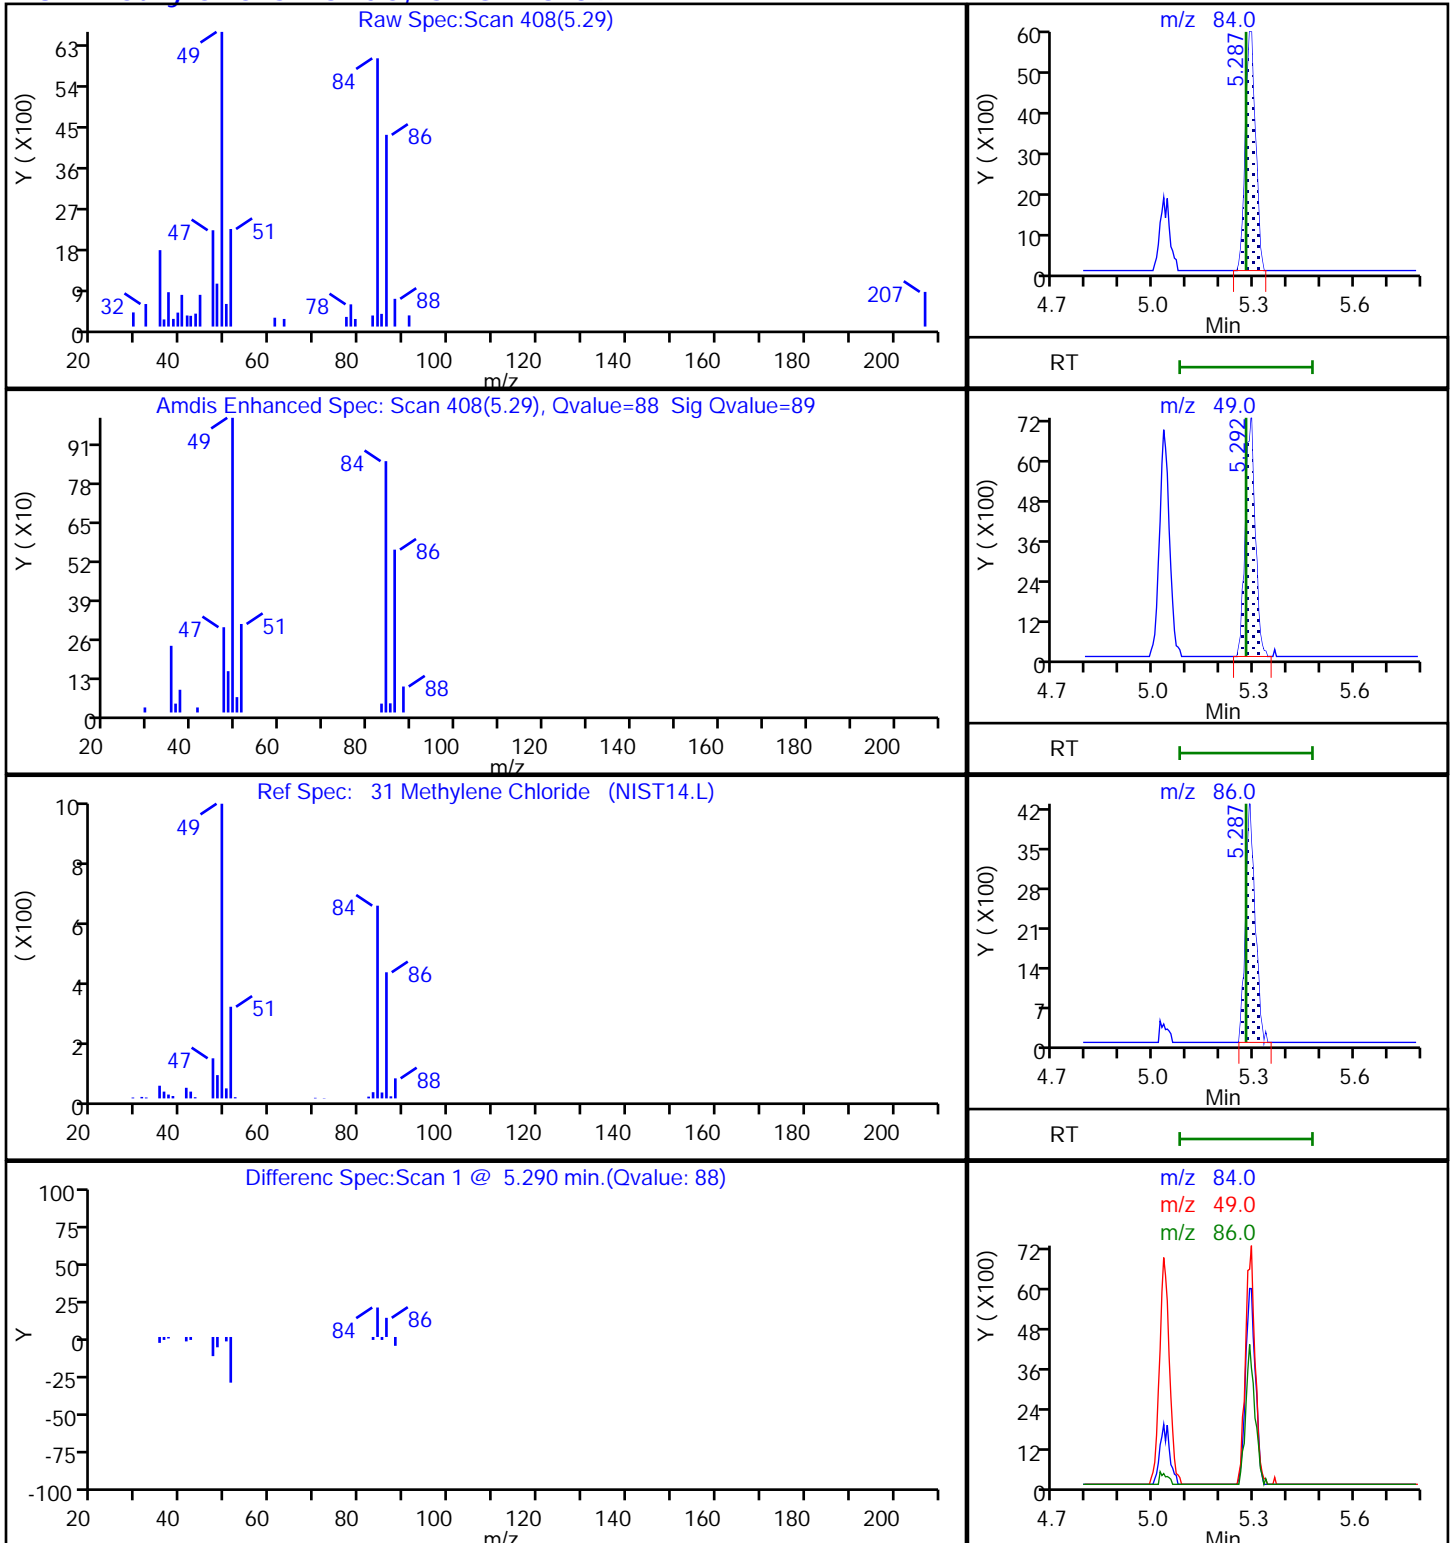 Raw Spec:Scan 408(5.29)
Y ( X100)
63
54
45
36
27
18
9
0
49
84
86
47
51
32
78
88
207
20 40 60 80 100 120 140 160 180 200
m/z
m/z 84.0
Y ( X100)
60
50
40
30
20
10
0
5.287
4.7 5.0 5.3 5.6
Min
RT
Amdis Enhanced Spec: Scan 408(5.29), Qvalue=88 Sig Qvalue=89
Y ( X10)
91
78
65
52
39
26
13
0
49
84
86
47
51
88
20 40 60 80 100 120 140 160 180 200
m/z
m/z 49.0
Y ( X100)
72
60
48
36
24
12
0
5.292
4.7 5.0 5.3 5.6
Min
RT
Ref Spec: 31 Methylene Chloride (NIST14.L)
( X100)
10
8
6
4
2
0
49
84
86
51
47
88
20 40 60 80 100 120 140 160 180 200
m/z 86.0
Y ( X100)
42
35
28
21
14
7
0
5.287
4.7 5.0 5.3 5.6
Min
RT
Differenc Spec:Scan 1 @ 5.290 min.(Qvalue: 88)
Y
100
75
50
25
0
-25
-50
-75
-100
84
86
20 40 60 80 100 120 140 160 180 200
m/z
m/z 84.0
m/z 49.0
m/z 86.0
Y ( X100)
72
60
48
36
24
12
0
4.7 5.0 5.3 5.6
Min